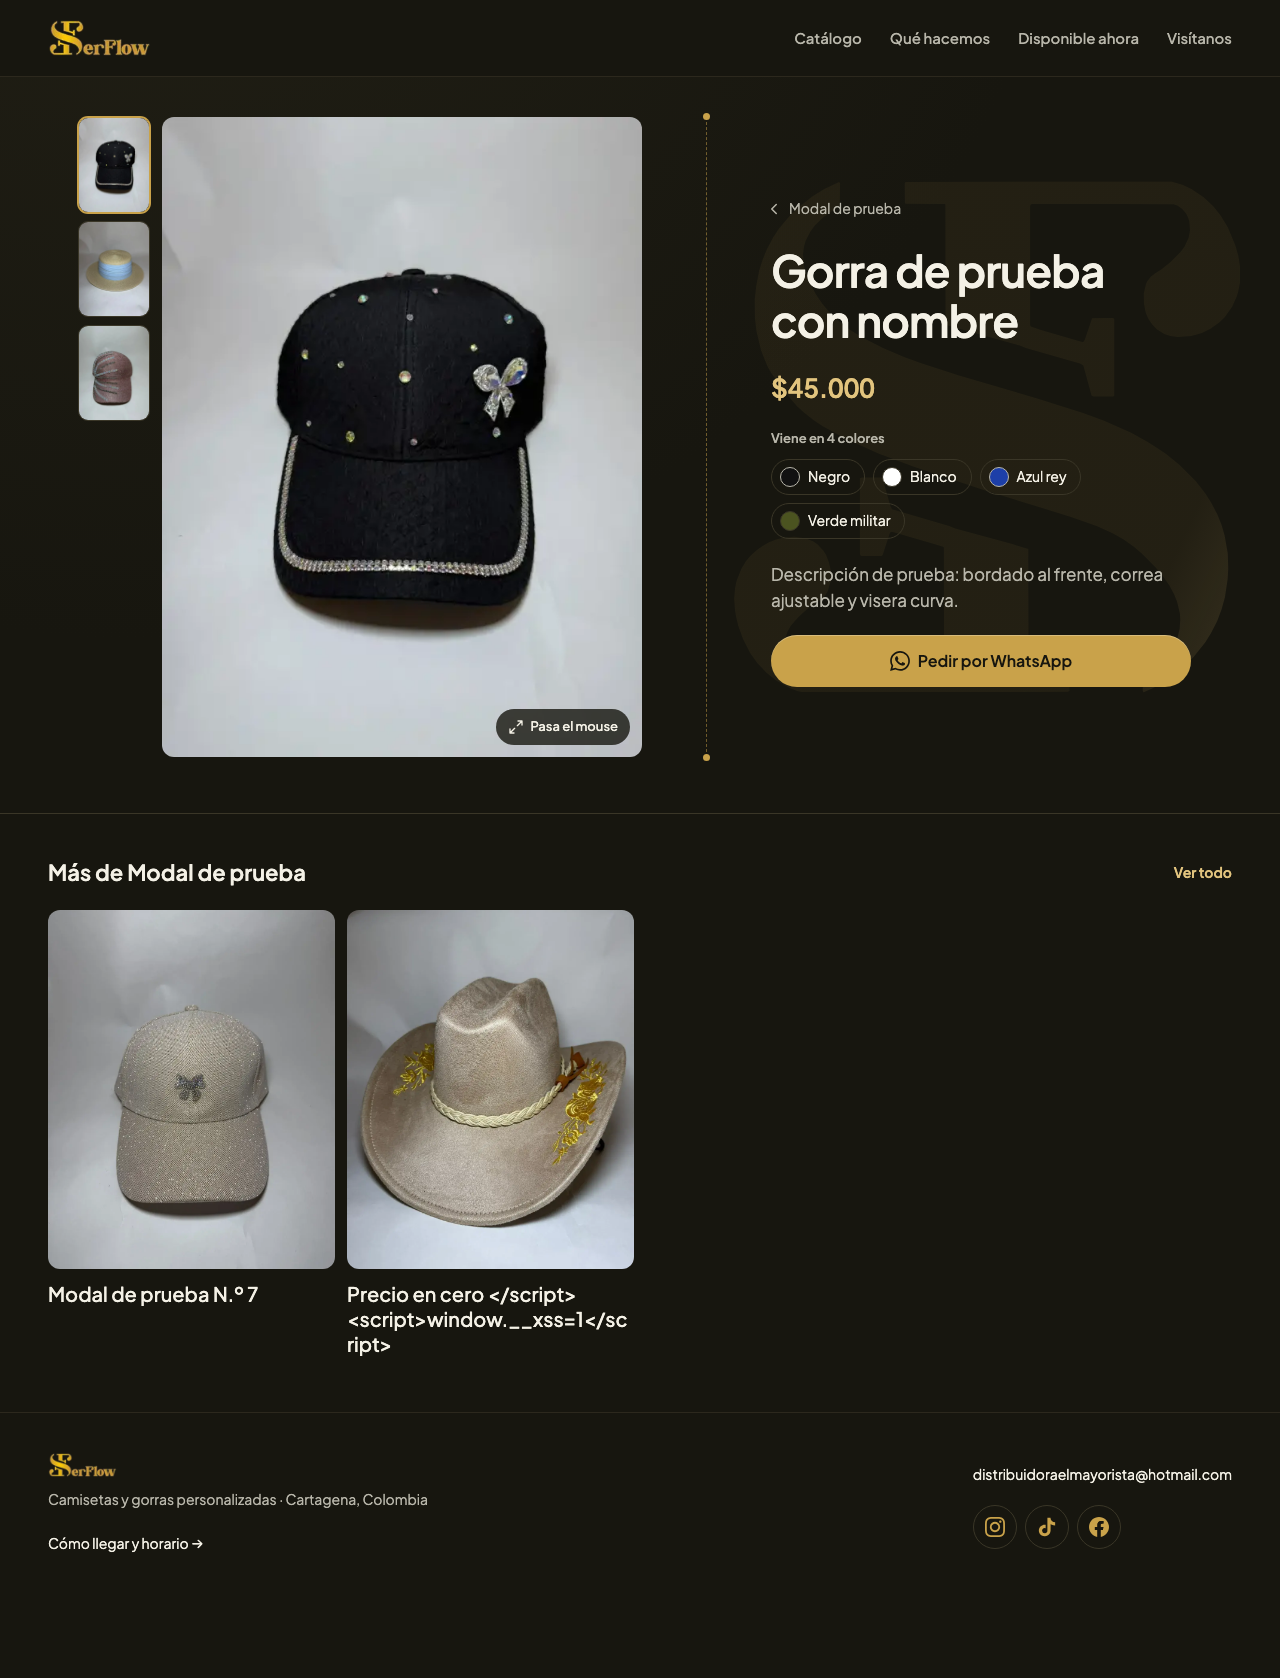 SerFlow
Catálogo
Qué hacemos
Disponible ahora
Visítanos
Modal de prueba
Gorra de prueba
con nombre
$45.000
Viene en 4 colores
Negro
Blanco
Azul rey
Verde militar
Descripción de prueba: bordado al frente, correa
ajustable y visera curva.
Pedir por WhatsApp
Pasa el mouse
Más de Modal de prueba
Ver todo
Modal de prueba N.º 7
Precio en cero </script>
<script>window.__xss=1</sc
ript>
SerFlow
Camisetas y gorras personalizadas · Cartagena, Colombia
Cómo llegar y horario →
distribuidoraelmayorista@hotmail.com